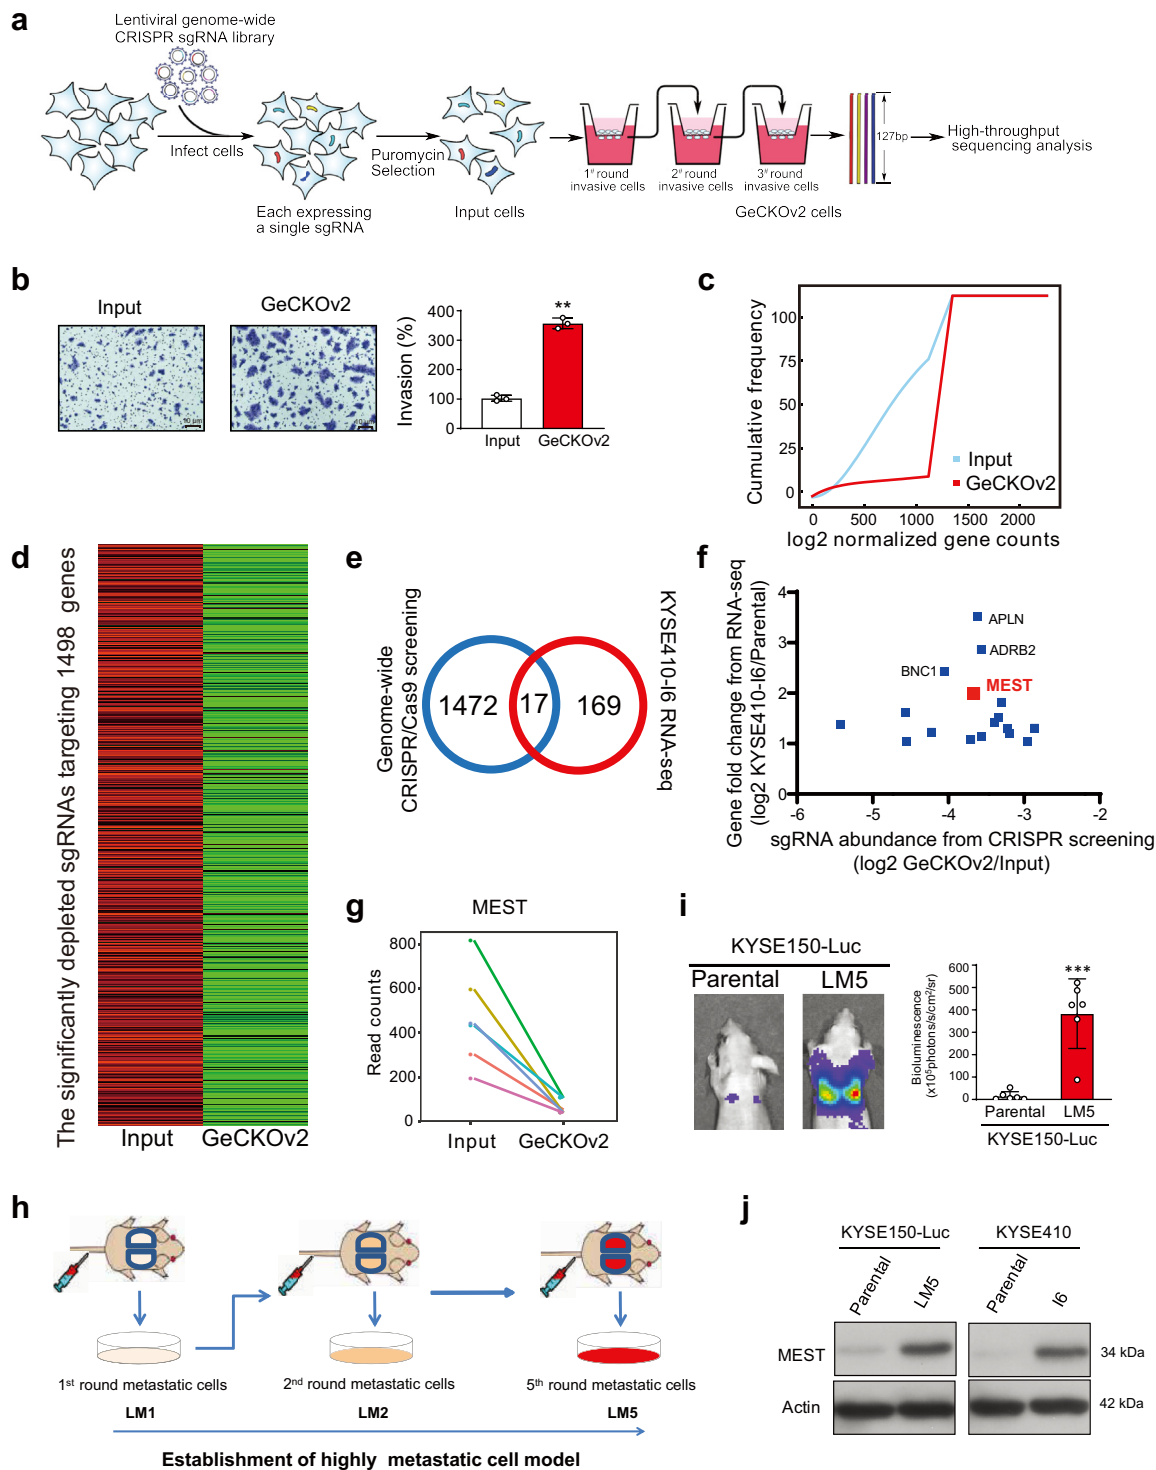 a
Lentiviral genome-wide
CRISPR sgRNA library
Infect cells
Each expressing
a single sgRNA
Puromycin
Selection
Input cells
1# round
invasive cells
2# round
invasive cells
3# round
invasive cells
GeCKOv2 cells
127bp
High-throughput
sequencing analysis
b
Input
GeCKOv2
10 μm
10 μm
Invasion (%)
400
300
200
100
0
**
Input
GeCKOv2
c
Cumulative frequency
100
75
50
25
0
Input
GeCKOv2
0
500
1000
1500
2000
log2 normalized gene counts
d
The significantly depleted sgRNAs targeting 1498 genes
Input
GeCKOv2
e
Genome-wide
CRISPR/Cas9 screening
1472
17
169
KYSE410-I6 RNA-seq
f
Gene fold change from RNA-seq
(log2 KYSE410-I6/Parental)
4
3
2
1
0
APLN
ADRB2
BNC1
MEST
-6
-5
-4
-3
-2
sgRNA abundance from CRISPR screening
(log2 GeCKOv2/Input)
g
MEST
Read counts
800
600
400
200
0
Input
GeCKOv2
i
KYSE150-Luc
Parental
LM5
Bioluminescence
(x10⁵photons/s/cm²/sr)
600
500
400
300
200
100
0
***
Parental
LM5
KYSE150-Luc
h
1st round metastatic cells
LM1
2nd round metastatic cells
LM2
5th round metastatic cells
LM5
Establishment of highly metastatic cell model
j
KYSE150-Luc
KYSE410
Parental
LM5
Parental
I6
MEST
34 kDa
Actin
42 kDa